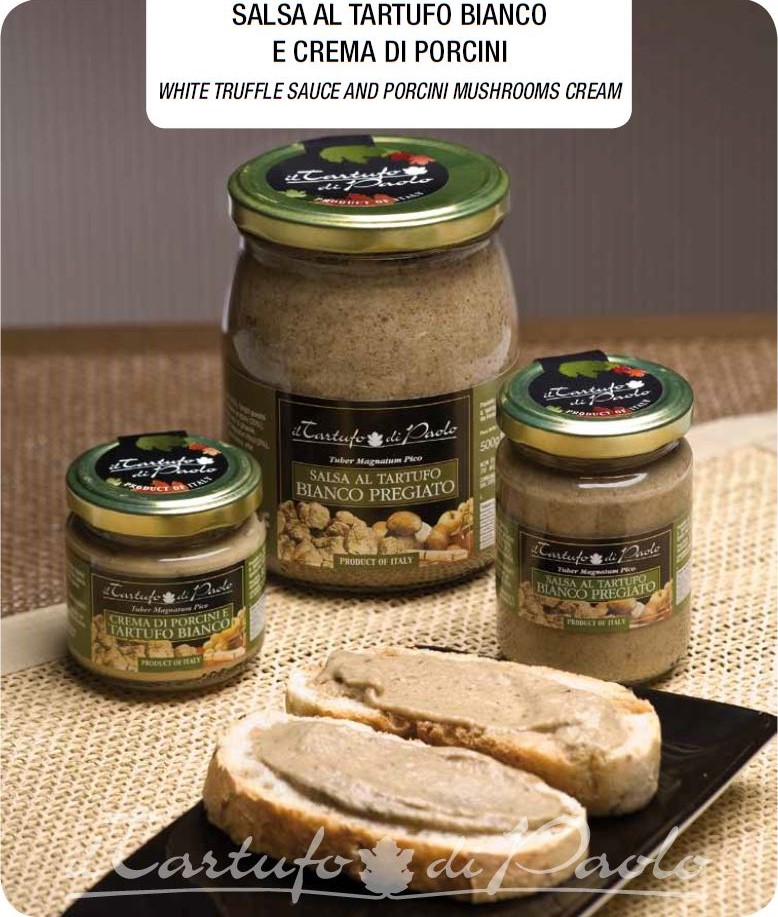 SALSA AL TARTUFO BIANCO
E CREMA DI PORCINI
WHITE TRUFFLE SAUCE AND PORCINI MUSHROOMS CREAM
il Tartufo
di Paolo
PRODUCT OF ITALY
il Tartufo di Paolo
Tuber Magnatum Pico
SALSA AL TARTUFO
BIANCO PREGIATO
PRODUCT OF ITALY
500g
il Tartufo
di Paolo
PRODUCT OF ITALY
il Tartufo di Paolo
Tuber Magnatum Pico
SALSA AL TARTUFO
BIANCO PREGIATO
PRODUCT OF ITALY
il Tartufo
di Paolo
PRODUCT OF ITALY
il Tartufo di Paolo
Tuber Magnatum Pico
CREMA DI PORCINI E
TARTUFO BIANCO
PRODUCT OF ITALY
il Tartufo di Paolo